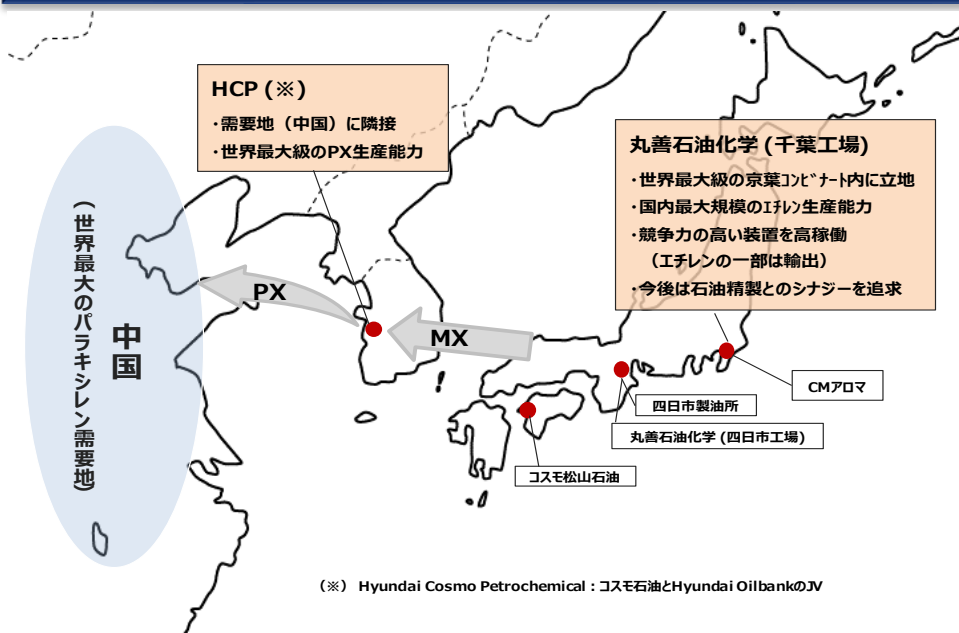 HCP (※)
・需要地（中国）に隣接
・世界最大級のPX生産能力
丸善石油化学 (千葉工場)
・世界最大級の京葉ｺﾝﾋﾞﾅｰﾄ内に立地
・国内最大規模のｴﾁﾚﾝ生産能力
・競争力の高い装置を高稼働
（エチレンの一部は輸出）
・今後は石油精製とのシナジーを追求
中国
(世界最大のパラキシレン需要地)
PX
MX
CMアロマ
四日市製油所
丸善石油化学 (四日市工場)
コスモ松山石油
（※） Hyundai Cosmo Petrochemical：コスモ石油とHyundai OilbankのJV